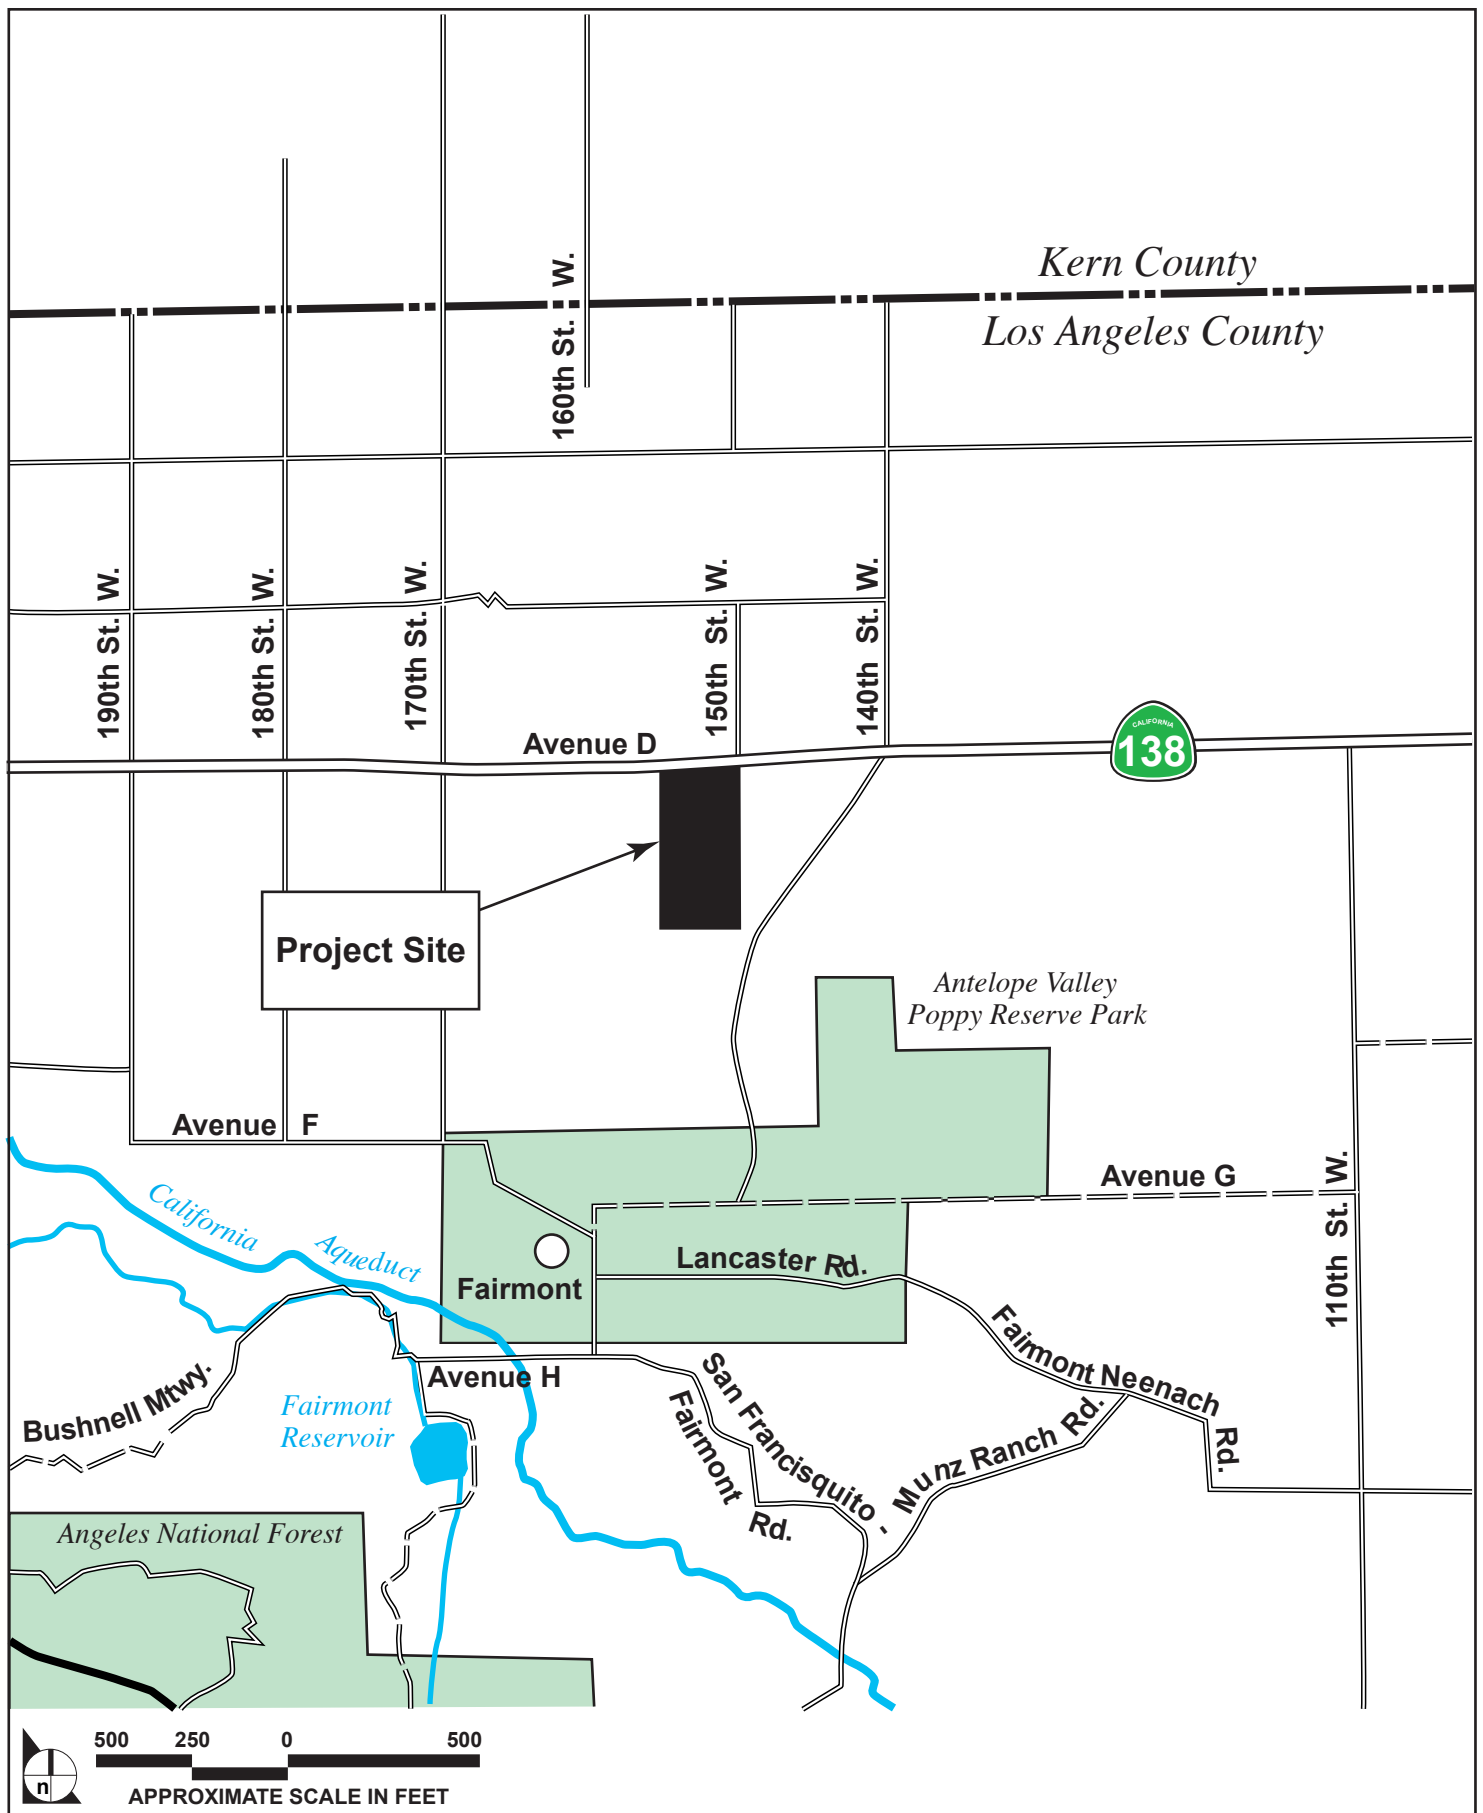 Kern County
Los Angeles County
160th St. W.
190th St. W.
180th St. W.
170th St. W.
150th St. W.
140th St. W.
Avenue D
CALIFORNIA
138
Project Site
Antelope Valley
Poppy Reserve Park
Avenue F
Avenue G
110th St. W.
California Aqueduct
Fairmont
Lancaster Rd.
Fairmont Neenach Rd.
Avenue H
Bushnell Mtwy.
Fairmont
Reservoir
San Francisquito -
Fairmont Rd.
Munz Ranch Rd.
Angeles National Forest
n
500 250 0 500
APPROXIMATE SCALE IN FEET